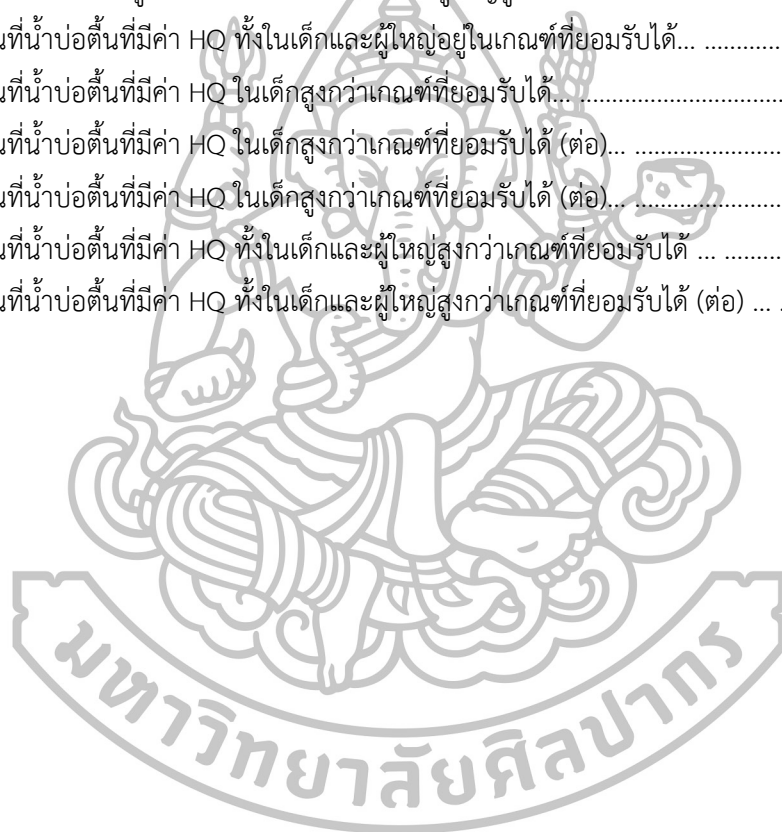 นที่น้ำบ่อตื้นที่มีค่า HQ ทั้งในเด็กและผู้ใหญ่อยู่ในเกณฑ์ที่ยอมรับได้... .............
นที่น้ำบ่อตื้นที่มีค่า HQ ในเด็กสูงกว่าเกณฑ์ที่ยอมรับได้... ..................................
นที่น้ำบ่อตื้นที่มีค่า HQ ในเด็กสูงกว่าเกณฑ์ที่ยอมรับได้ (ต่อ)... ........................
นที่น้ำบ่อตื้นที่มีค่า HQ ในเด็กสูงกว่าเกณฑ์ที่ยอมรับได้ (ต่อ)... ........................
นที่น้ำบ่อตื้นที่มีค่า HQ ทั้งในเด็กและผู้ใหญ่สูงกว่าเกณฑ์ที่ยอมรับได้ ... ..........
นที่น้ำบ่อตื้นที่มีค่า HQ ทั้งในเด็กและผู้ใหญ่สูงกว่าเกณฑ์ที่ยอมรับได้ (ต่อ) ... .
มหาวิทยาลัยศิลปากร